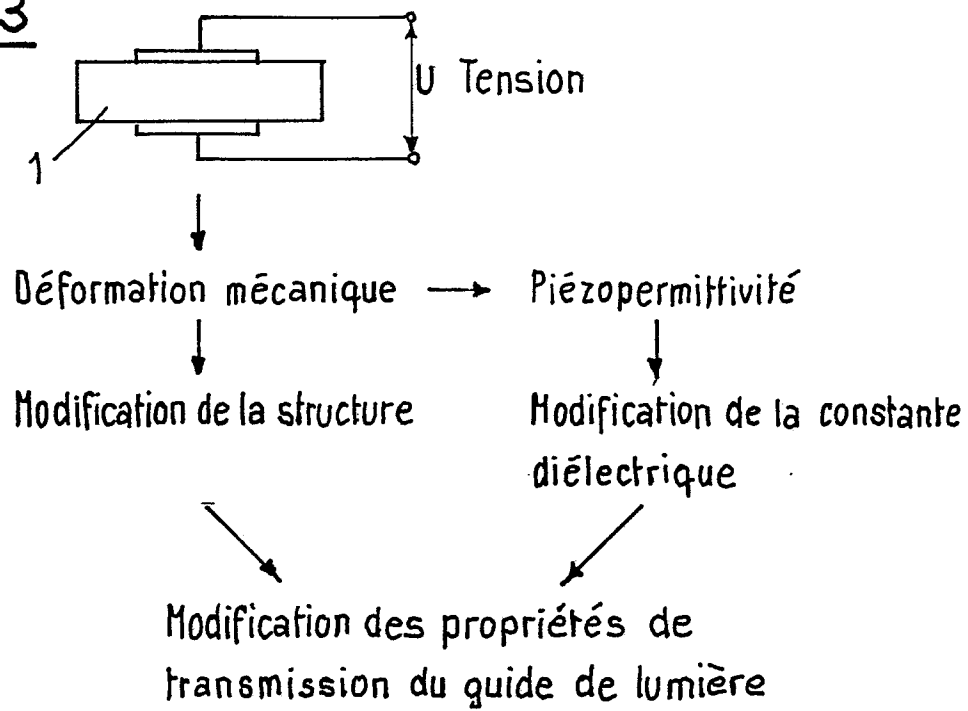 3
U Tension
1
Déformation mécanique
Piézopermittivité
Modification de la structure
Modification de la constante
diélectrique
Modification des propriétés de
transmission du guide de lumière